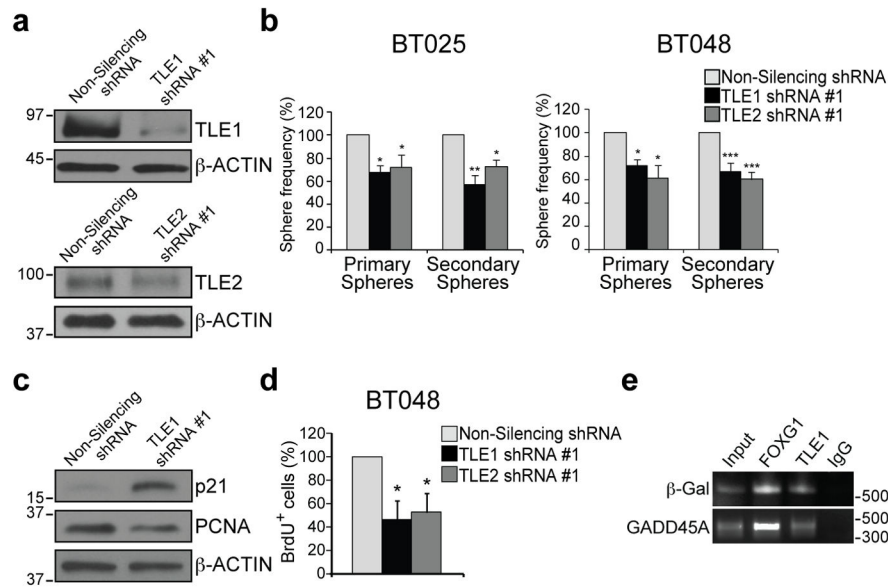 a
Non-Silencing
shRNA
TLE1
shRNA #1
97
TLE1
45
β-ACTIN
Non-Silencing
shRNA
TLE2
shRNA #1
100
TLE2
β-ACTIN
37
b
BT025
BT048
Non-Silencing shRNA
TLE1 shRNA #1
TLE2 shRNA #1
Sphere frequency (%)
120
100
80
60
40
20
0
* * ** *
Primary
Spheres
Secondary
Spheres
Sphere frequency (%)
120
100
80
60
40
20
0
* * *** ***
Primary
Spheres
Secondary
Spheres
c
Non-Silencing
shRNA
TLE1
shRNA #1
p21
15
37
PCNA
β-ACTIN
37
d
BT048
Non-Silencing shRNA
TLE1 shRNA #1
TLE2 shRNA #1
BrdU+ cells (%)
120
100
80
60
40
20
0
* *
e
Input
FOXG1
TLE1
IgG
β-Gal
500
GADD45A
500
300